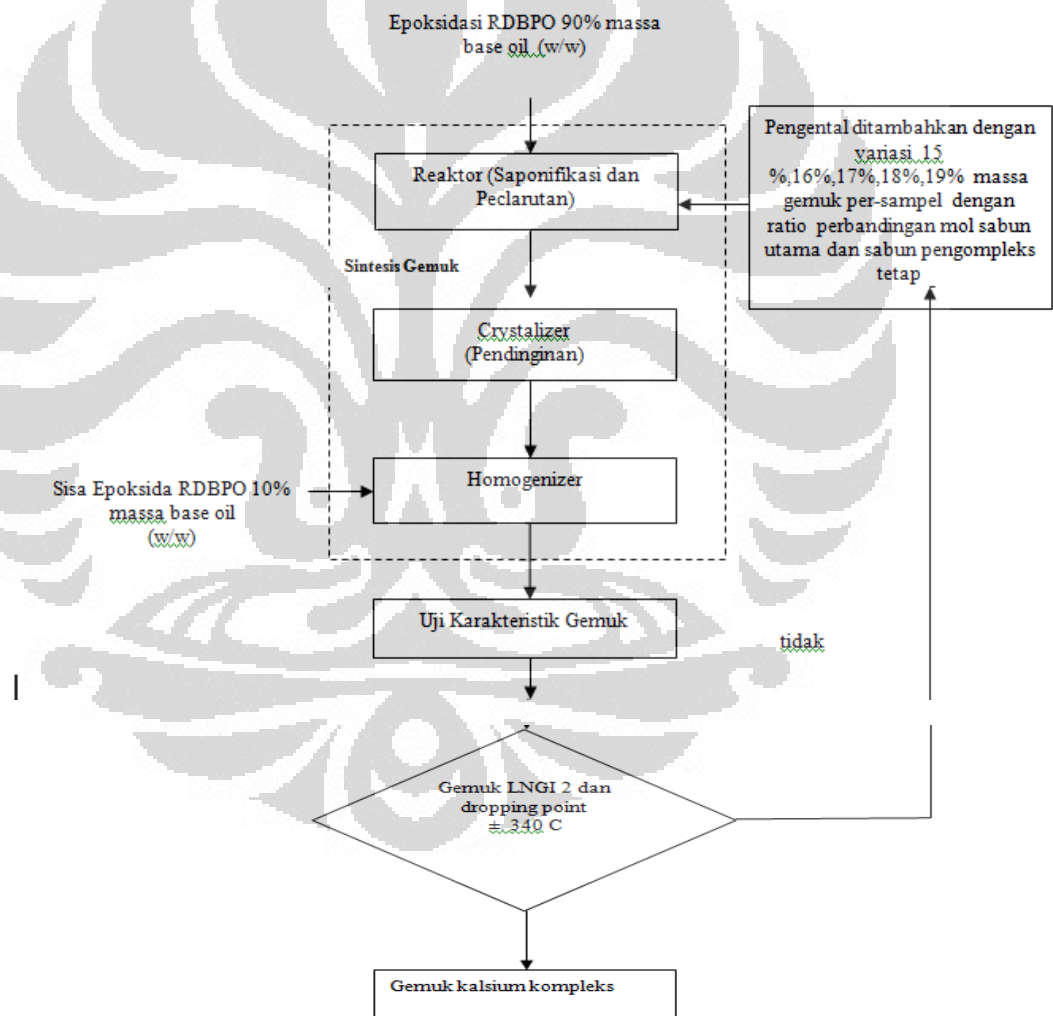 Epoksidasi RDBPO 90% massa
base oil (w/w)
Pengental ditambahkan dengan
variasi 15
%,16%,17%,18%,19% massa
gemuk per-sampel dengan
ratio perbandingan mol sabun
utama dan sabun pengompleks
tetap
Reaktor (Saponifikasi dan
Peclarutan)
Sintesis Gemuk
Crystalizer
(Pendinginan)
Homogenizer
Sisa Epoksida RDBPO 10%
massa base oil
(w/w)
Uji Karakteristik Gemuk
tidak
Gemuk LNGI 2 dan
dropping point
± 340 C
Gemuk kalsium kompleks